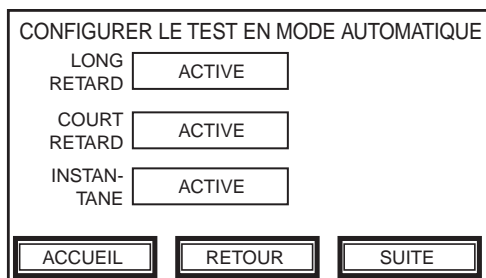 CONFIGURER LE TEST EN MODE AUTOMATIQUE
LONG
RETARD
ACTIVE
COURT
RETARD
ACTIVE
INSTAN-
TANE
ACTIVE
ACCUEIL
RETOUR
SUITE